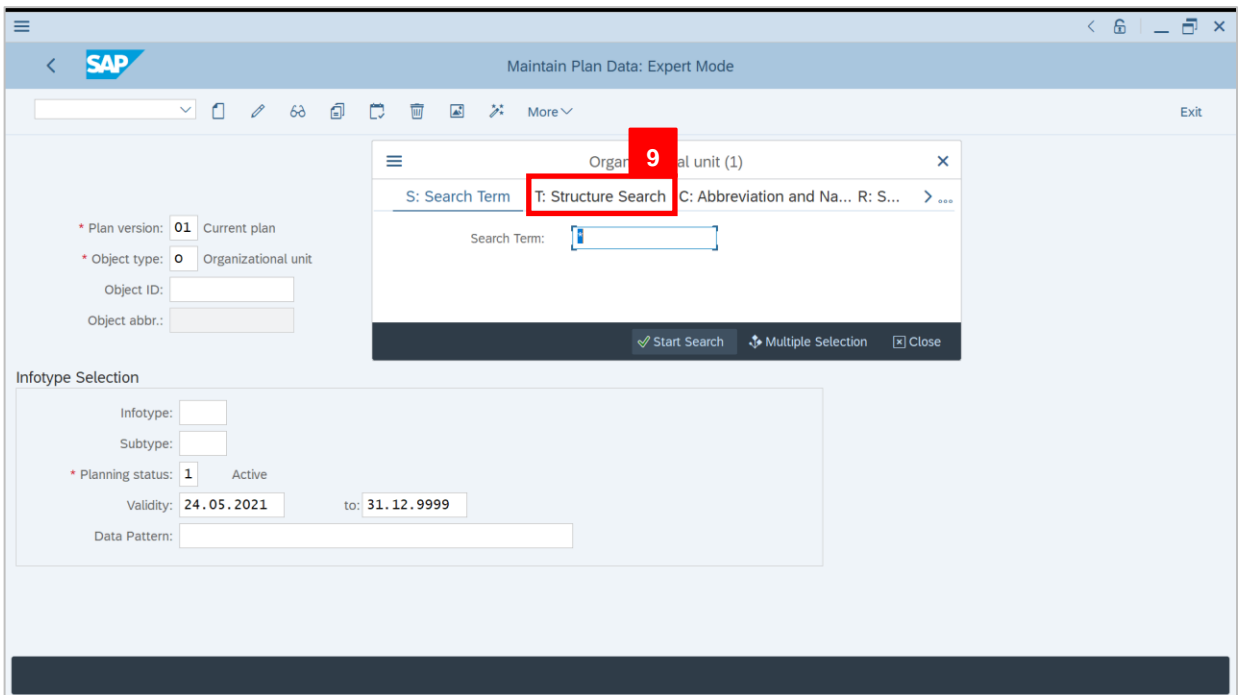 SAP
Maintain Plan Data: Expert Mode
More
Exit
9
Organ al unit (1)
S: Search Term T: Structure Search C: Abbreviation and Na... R: S...
Search Term: *
Start Search Multiple Selection Close
* Plan version: 01 Current plan
* Object type: O Organizational unit
Object ID:
Object abbr.:
Infotype Selection
Infotype:
Subtype:
* Planning status: 1 Active
Validity: 24.05.2021 to: 31.12.9999
Data Pattern: